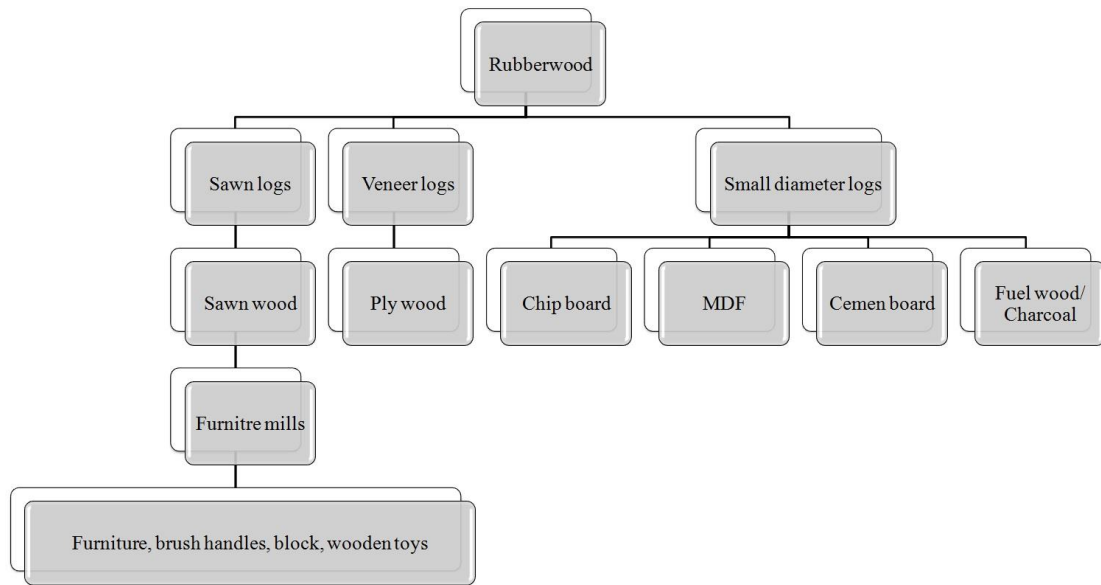 Rubberwood
Sawn logs
Veneer logs
Small diameter logs
Sawn wood
Ply wood
Chip board
MDF
Cemen board
Fuel wood/
Charcoal
Furnitre mills
Furniture, brush handles, block, wooden toys